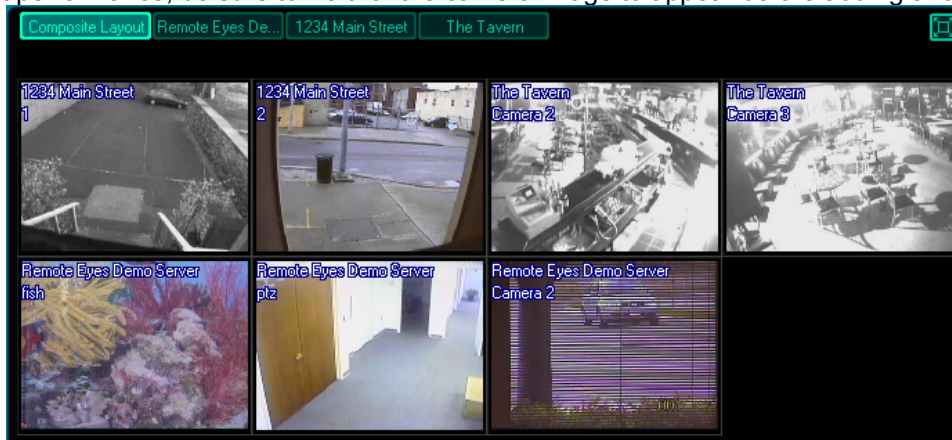 Composite Layout Remote Eyes De... 1234 Main Street The Tavern
1234 Main Street
1
1234 Main Street
2
The Tavern
Camera 2
The Tavern
Camera 3
Remote Eyes Demo Server
fish
Remote Eyes Demo Server
ptz
Remote Eyes Demo Server
Camera 2